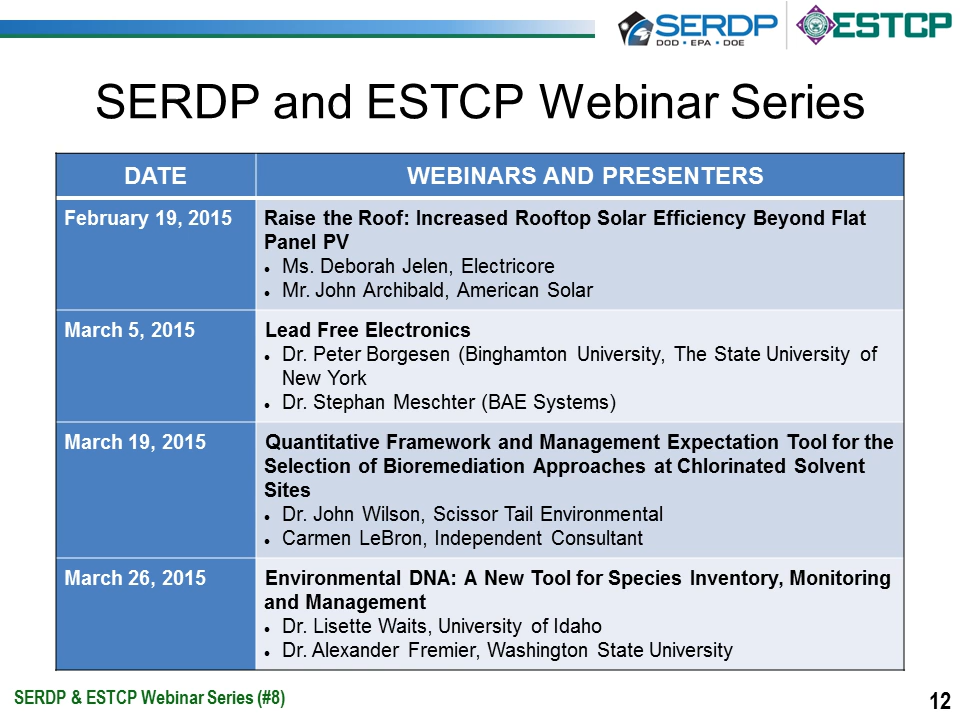 SERDP
DOD • EPA • DOE
ESTCP
SERDP and ESTCP Webinar Series
DATE
WEBINARS AND PRESENTERS
February 19, 2015
Raise the Roof: Increased Rooftop Solar Efficiency Beyond Flat
Panel PV
• Ms. Deborah Jelen, Electricore
• Mr. John Archibald, American Solar
March 5, 2015
Lead Free Electronics
• Dr. Peter Borgesen (Binghamton University, The State University of
New York
• Dr. Stephan Meschter (BAE Systems)
March 19, 2015
Quantitative Framework and Management Expectation Tool for the
Selection of Bioremediation Approaches at Chlorinated Solvent
Sites
• Dr. John Wilson, Scissor Tail Environmental
• Carmen LeBron, Independent Consultant
March 26, 2015
Environmental DNA: A New Tool for Species Inventory, Monitoring
and Management
• Dr. Lisette Waits, University of Idaho
• Dr. Alexander Fremier, Washington State University
SERDP & ESTCP Webinar Series (#8)
12